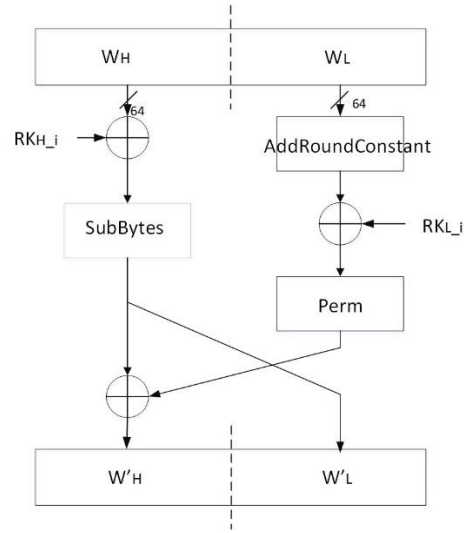 WH WL
64 64
RKH_i AddRoundConstant
SubBytes RKL_i
Perm
W'H W'L